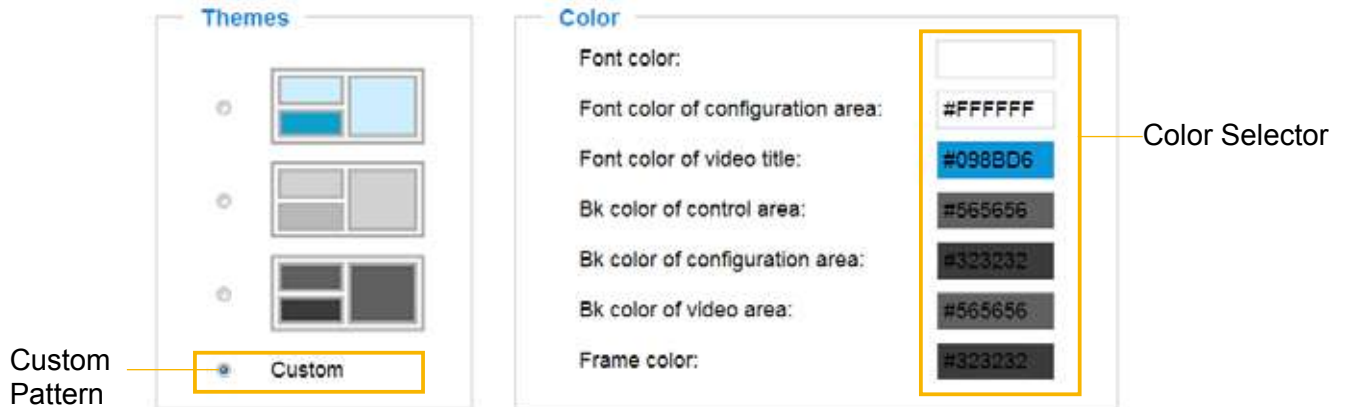 Themes
Custom
Color
Font color:
Font color of configuration area: #FFFFFF
Font color of video title: #098BD6
Bk color of control area: #565656
Bk color of configuration area: #323232
Bk color of video area: #565656
Frame color: #323232
Color Selector
Custom
Pattern